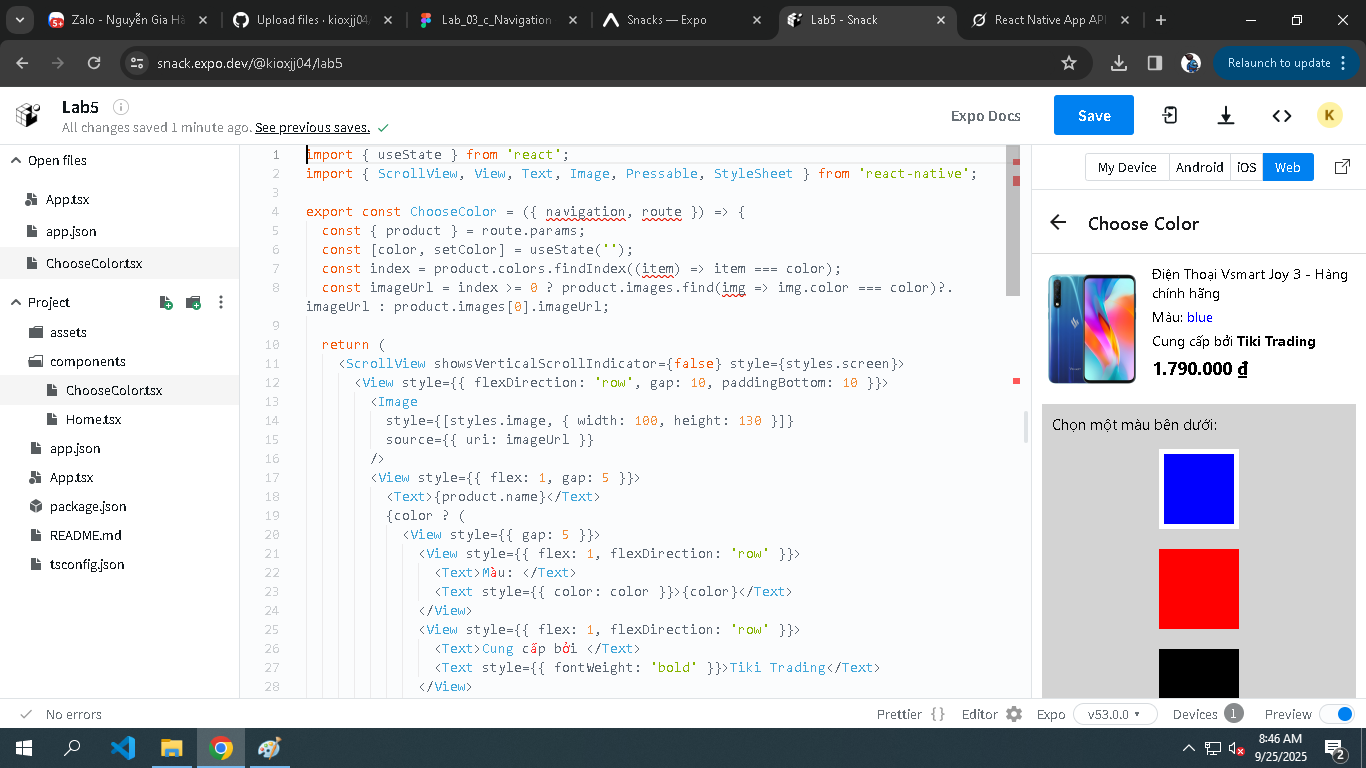 Zalo - Nguyễn Gia Hà
Upload files · kioxjj04/
Lab_03_c_Navigation
Snacks — Expo
Lab5 - Snack
React Native App API
snack.expo.dev/@kioxjj04/lab5
Relaunch to update
Lab5
All changes saved 1 minute ago. See previous saves.
Expo Docs
Save
K
Open files
App.tsx
app.json
ChooseColor.tsx
Project
assets
components
ChooseColor.tsx
Home.tsx
app.json
App.tsx
package.json
README.md
tsconfig.json
1 import { useState } from 'react';
2 import { ScrollView, View, Text, Image, Pressable, StyleSheet } from 'react-native';
3
4 export const ChooseColor = ({ navigation, route }) => {
5 const { product } = route.params;
6 const [color, setColor] = useState('');
7 const index = product.colors.findIndex((item) => item === color);
8 const imageUrl = index >= 0 ? product.images.find(img => img.color === color)?.
imageUrl : product.images[0].imageUrl;
9
10 return (
11 <ScrollView showsVerticalScrollIndicator={false} style={styles.screen}>
12 <View style={{ flexDirection: 'row', gap: 10, paddingBottom: 10 }}>
13 <Image
14 style={[styles.image, { width: 100, height: 130 }]}
15 source={{ uri: imageUrl }}
16 />
17 <View style={{ flex: 1, gap: 5 }}>
18 <Text>{product.name}</Text>
19 {color ? (
20 <View style={{ gap: 5 }}>
21 <View style={{ flex: 1, flexDirection: 'row' }}>
22 <Text>Màu: </Text>
23 <Text style={{ color: color }}>{color}</Text>
24 </View>
25 <View style={{ flex: 1, flexDirection: 'row' }}>
26 <Text>Cung cấp bởi </Text>
27 <Text style={{ fontWeight: 'bold' }}>Tiki Trading</Text>
28 </View>
My Device
Android
iOS
Web
Choose Color
Điện Thoại Vsmart Joy 3 - Hàng
chính hãng
Màu: blue
Cung cấp bởi Tiki Trading
1.790.000 ₫
Chọn một màu bên dưới:
No errors
Prettier {}
Editor
Expo
v53.0.0
Devices 1
Preview
8:46 AM
9/25/2025
2